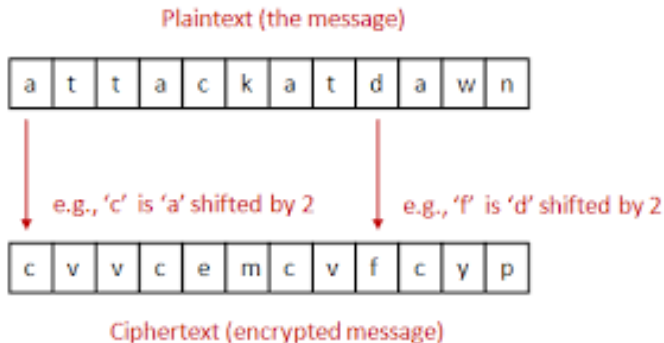 Plaintext (the message)
a t t a c k a t d a w n
e.g., ‘c’ is ‘a’ shifted by 2 e.g., ‘f’ is ‘d’ shifted by 2
c v v c e m c v f c y p
Ciphertext (encrypted message)